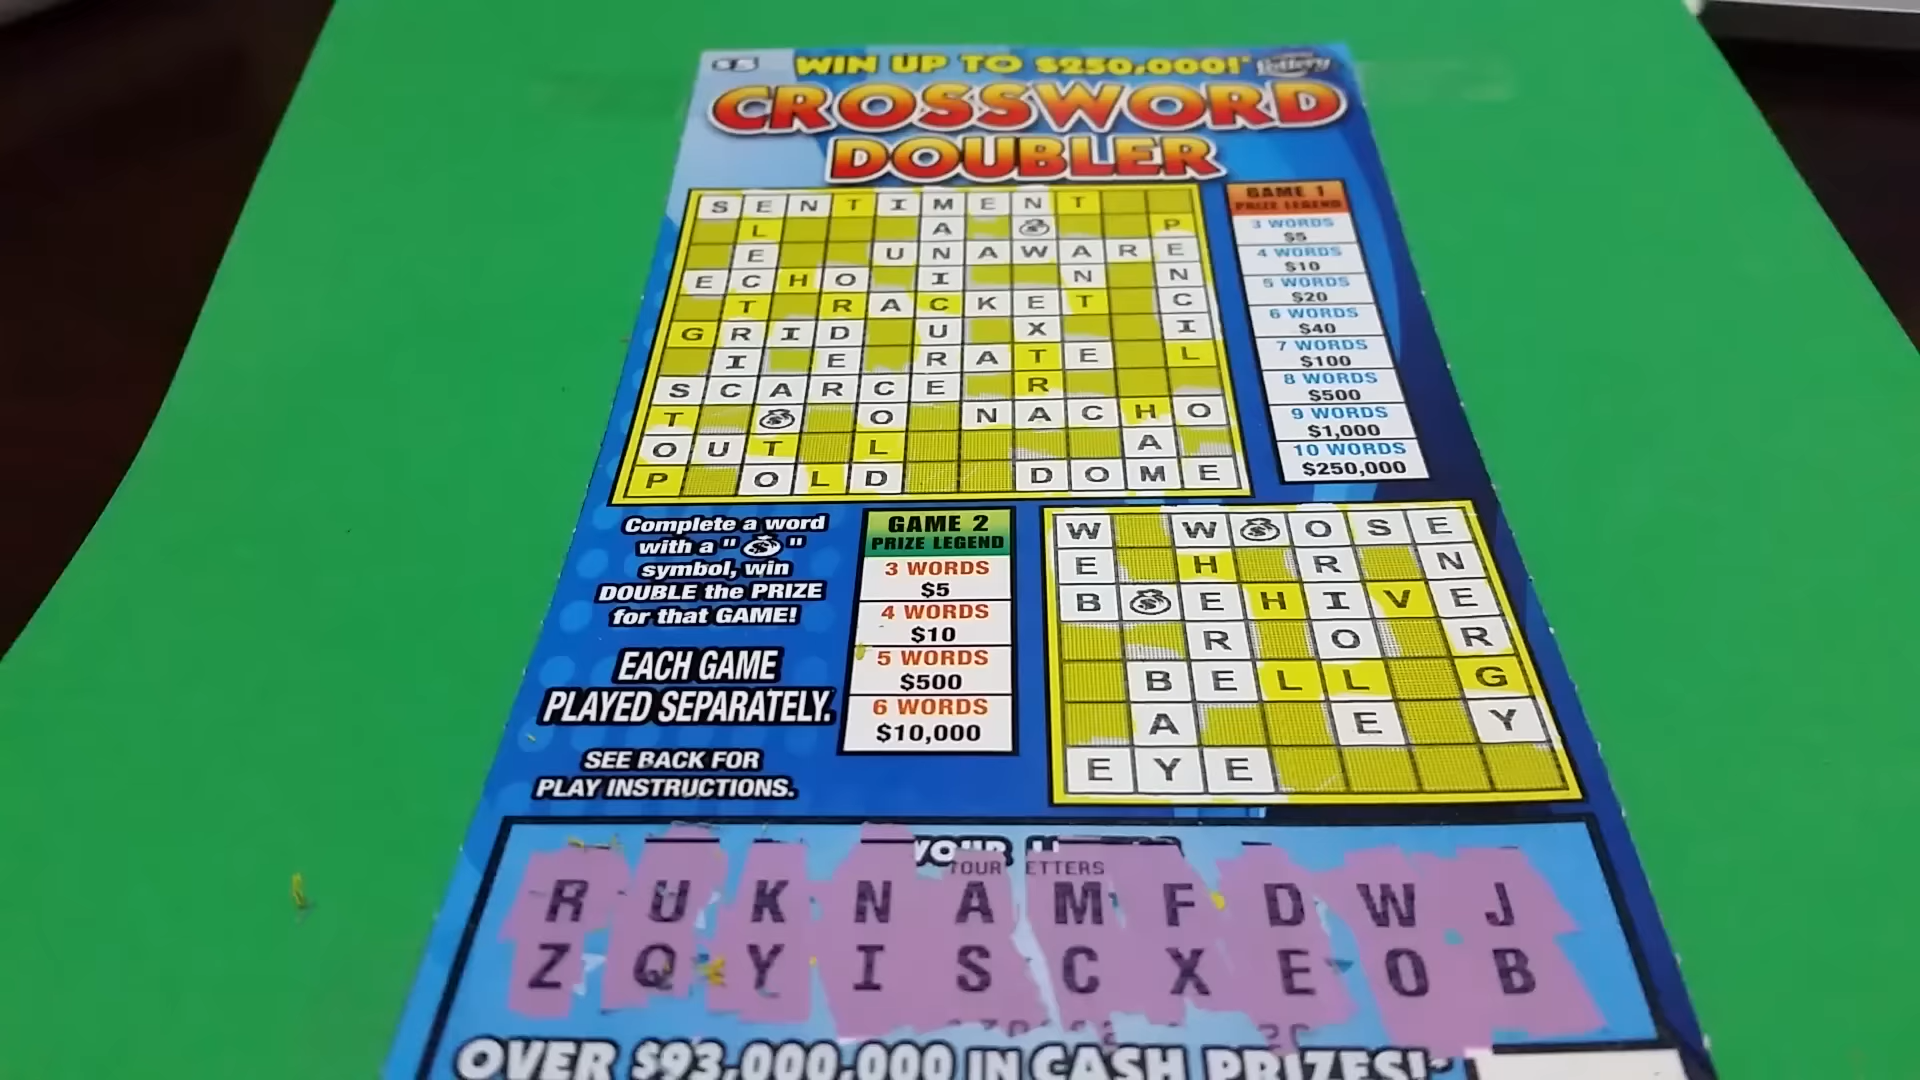 $5 WIN UP TO $250,000!* Lottery
CROSSWORD
DOUBLER
S E N T I M E N T
L A P
E U N A W A R E
E C H O I N N
T R A C K E T C
G R I D U X I
I E R A T E L
S C A R C E E R
T O N A C H O
O U T L A
P O L D D O M E
GAME 1
PRIZE LEGEND
3 WORDS
$5
4 WORDS
$10
5 WORDS
$20
6 WORDS
$40
7 WORDS
$100
8 WORDS
$500
9 WORDS
$1,000
10 WORDS
$250,000
Complete a word
with a " "
symbol, win
DOUBLE the PRIZE
for that GAME!
EACH GAME
PLAYED SEPARATELY.
SEE BACK FOR
PLAY INSTRUCTIONS.
GAME 2
PRIZE LEGEND
3 WORDS
$5
4 WORDS
$10
5 WORDS
$500
6 WORDS
$10,000
W W O S E
E H R N
B E H I V E
R O R
B E L L G
A E Y
E Y E
YOUR LETTERS
R U K N A M F D W J
Z Q Y I S C X E O B
OVER $93,000,000 IN CASH PRIZES!*